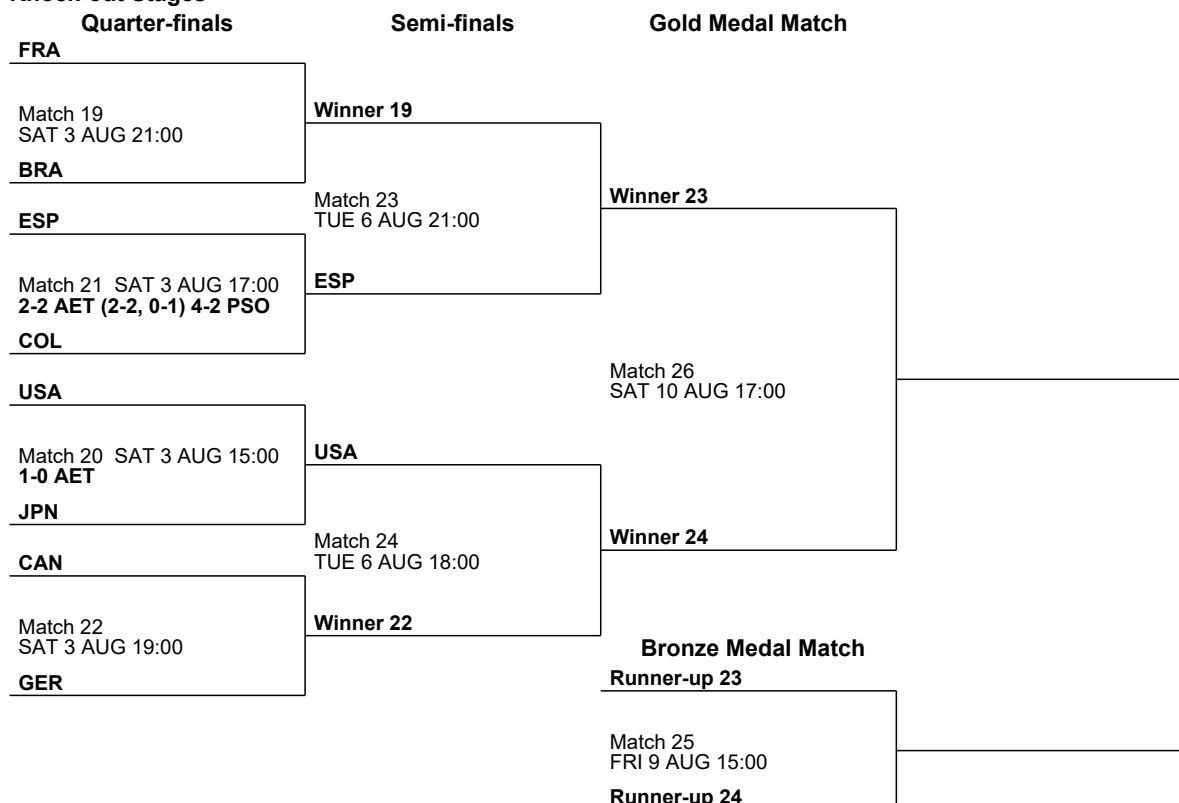 Knock-out Stages
Quarter-finals Semi-finals Gold Medal Match
FRA
Match 19
SAT 3 AUG 21:00
BRA
Winner 19
ESP
Match 21 SAT 3 AUG 17:00
2-2 AET (2-2, 0-1) 4-2 PSO
COL
Match 23
TUE 6 AUG 21:00
ESP
Winner 23
USA
Match 20 SAT 3 AUG 15:00
1-0 AET
JPN
USA
Match 26
SAT 10 AUG 17:00
CAN
Match 22
SAT 3 AUG 19:00
GER
Match 24
TUE 6 AUG 18:00
Winner 22
Winner 24
Bronze Medal Match
Runner-up 23
Match 25
FRI 9 AUG 15:00
Runner-up 24